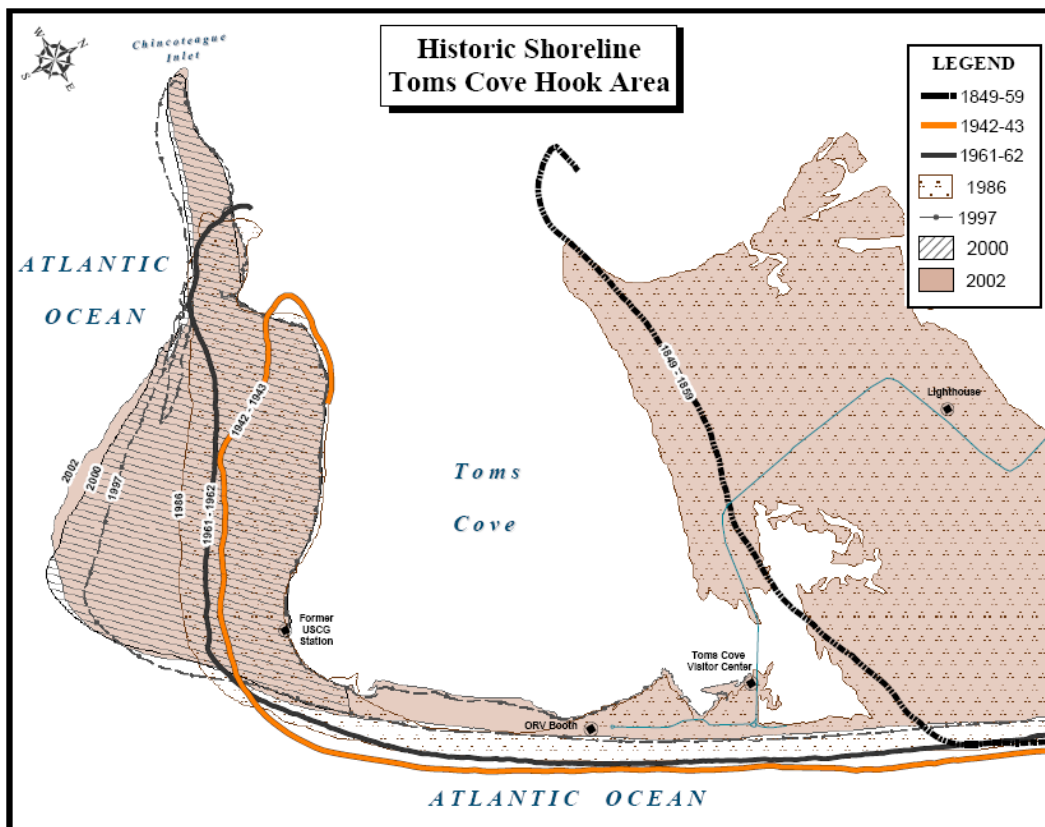 W
N
S
E
Chincoteague
Inlet
Historic Shoreline
Toms Cove Hook Area
LEGEND
1849-59
1942-43
1961-62
1986
1997
2000
2002
ATLANTIC
OCEAN
1849 - 1859
1942 - 1943
Lighthouse
2002
2000
1997
1986
1961 - 1962
Toms
Cove
Former
USCG
Station
Toms Cove
Visitor Center
ORV Booth
ATLANTIC OCEAN